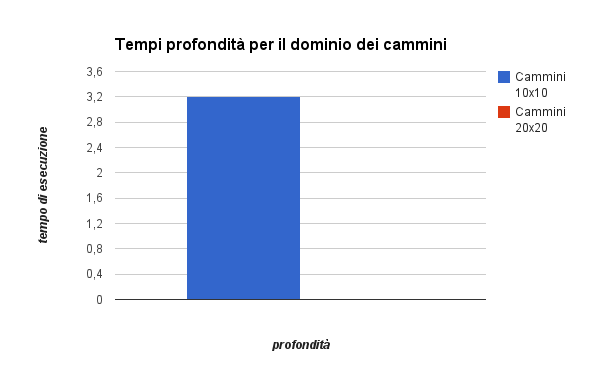 Tempi profondità per il dominio dei cammini
3,6
3,2
2,8
2,4
2
1,6
1,2
0,8
0,4
0
tempo di esecuzione
profondità
Cammini
10x10
Cammini
20x20